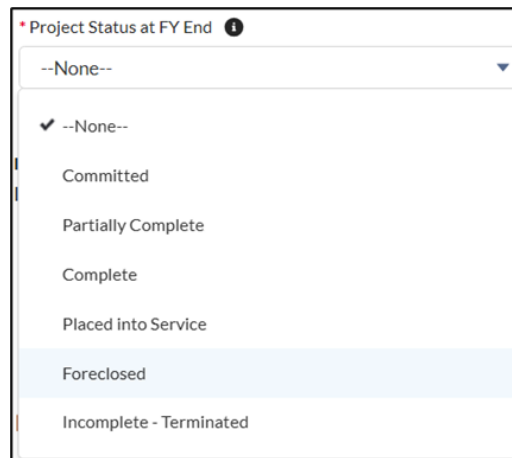 * Project Status at FY End
--None--
--None--
Committed
Partially Complete
Complete
Placed into Service
Foreclosed
Incomplete - Terminated